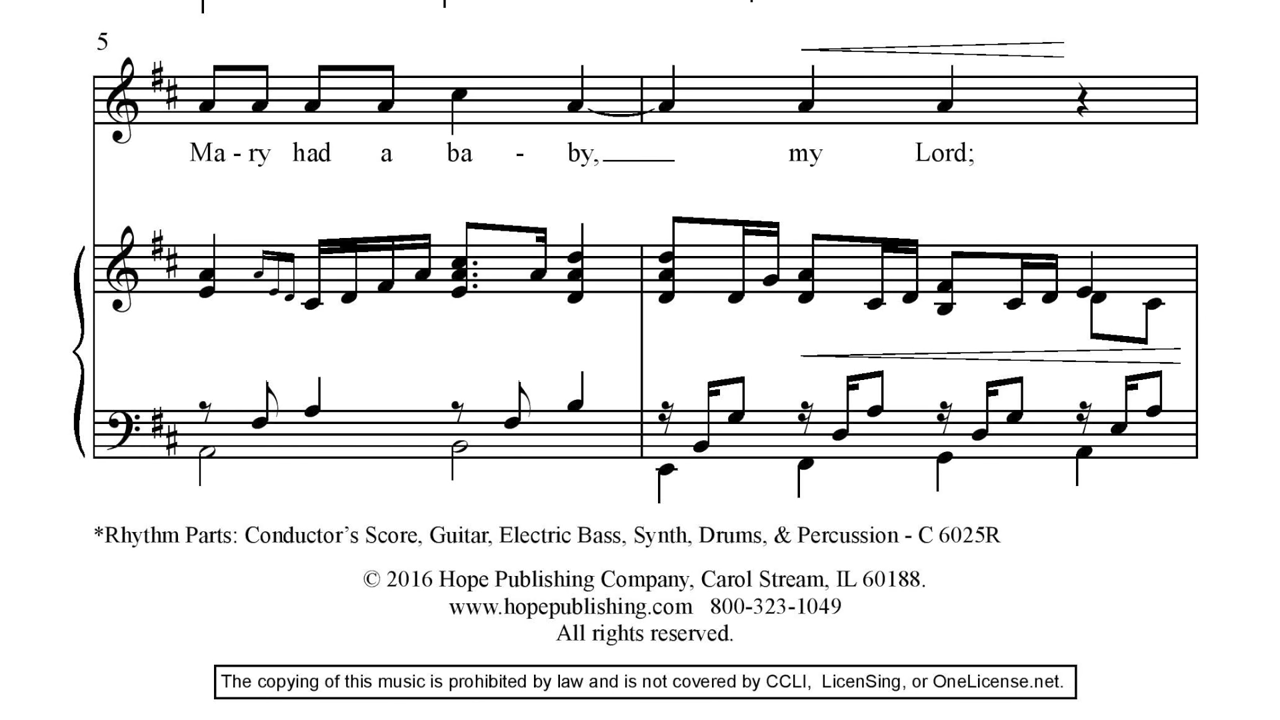 5
Ma - ry had a ba - by, my Lord;
*Rhythm Parts: Conductor's Score, Guitar, Electric Bass, Synth, Drums, & Percussion - C 6025R
© 2016 Hope Publishing Company, Carol Stream, IL 60188.
www.hopepublishing.com 800-323-1049
All rights reserved.
The copying of this music is prohibited by law and is not covered by CCLI, LicenSing, or OneLicense.net.